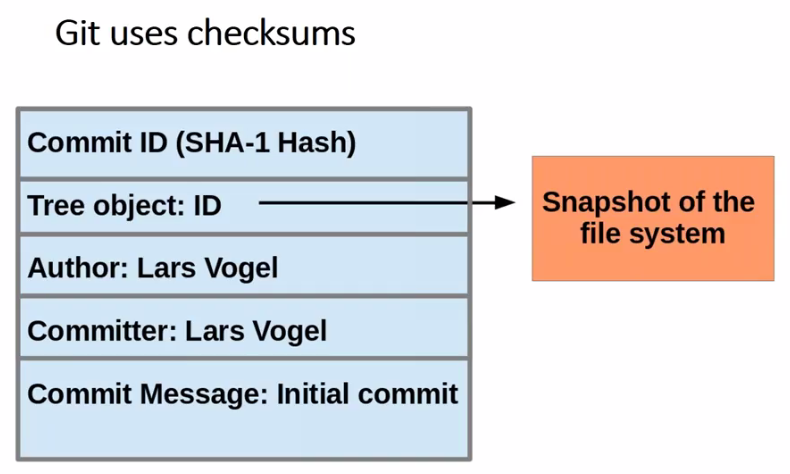 Git uses checksums
Commit ID (SHA-1 Hash)
Tree object: ID
Snapshot of the
file system
Author: Lars Vogel
Committer: Lars Vogel
Commit Message: Initial commit